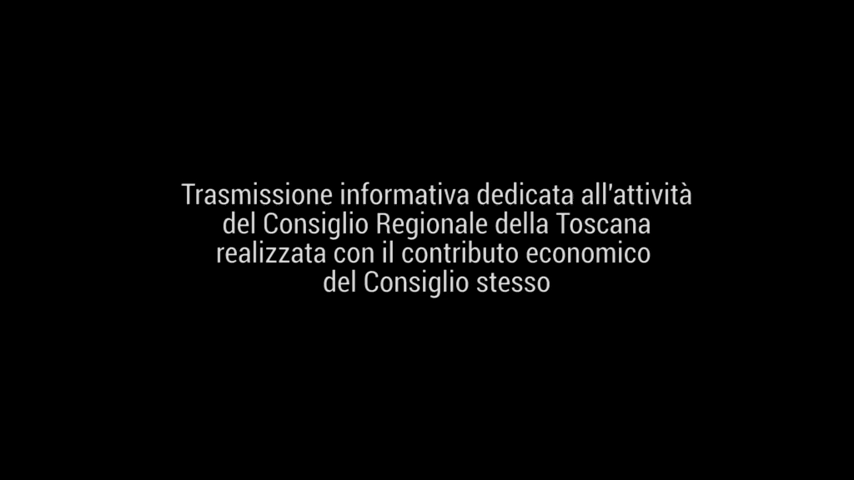 Trasmissione informativa dedicata all'attività
del Consiglio Regionale della Toscana
realizzata con il contributo economico
del Consiglio stesso